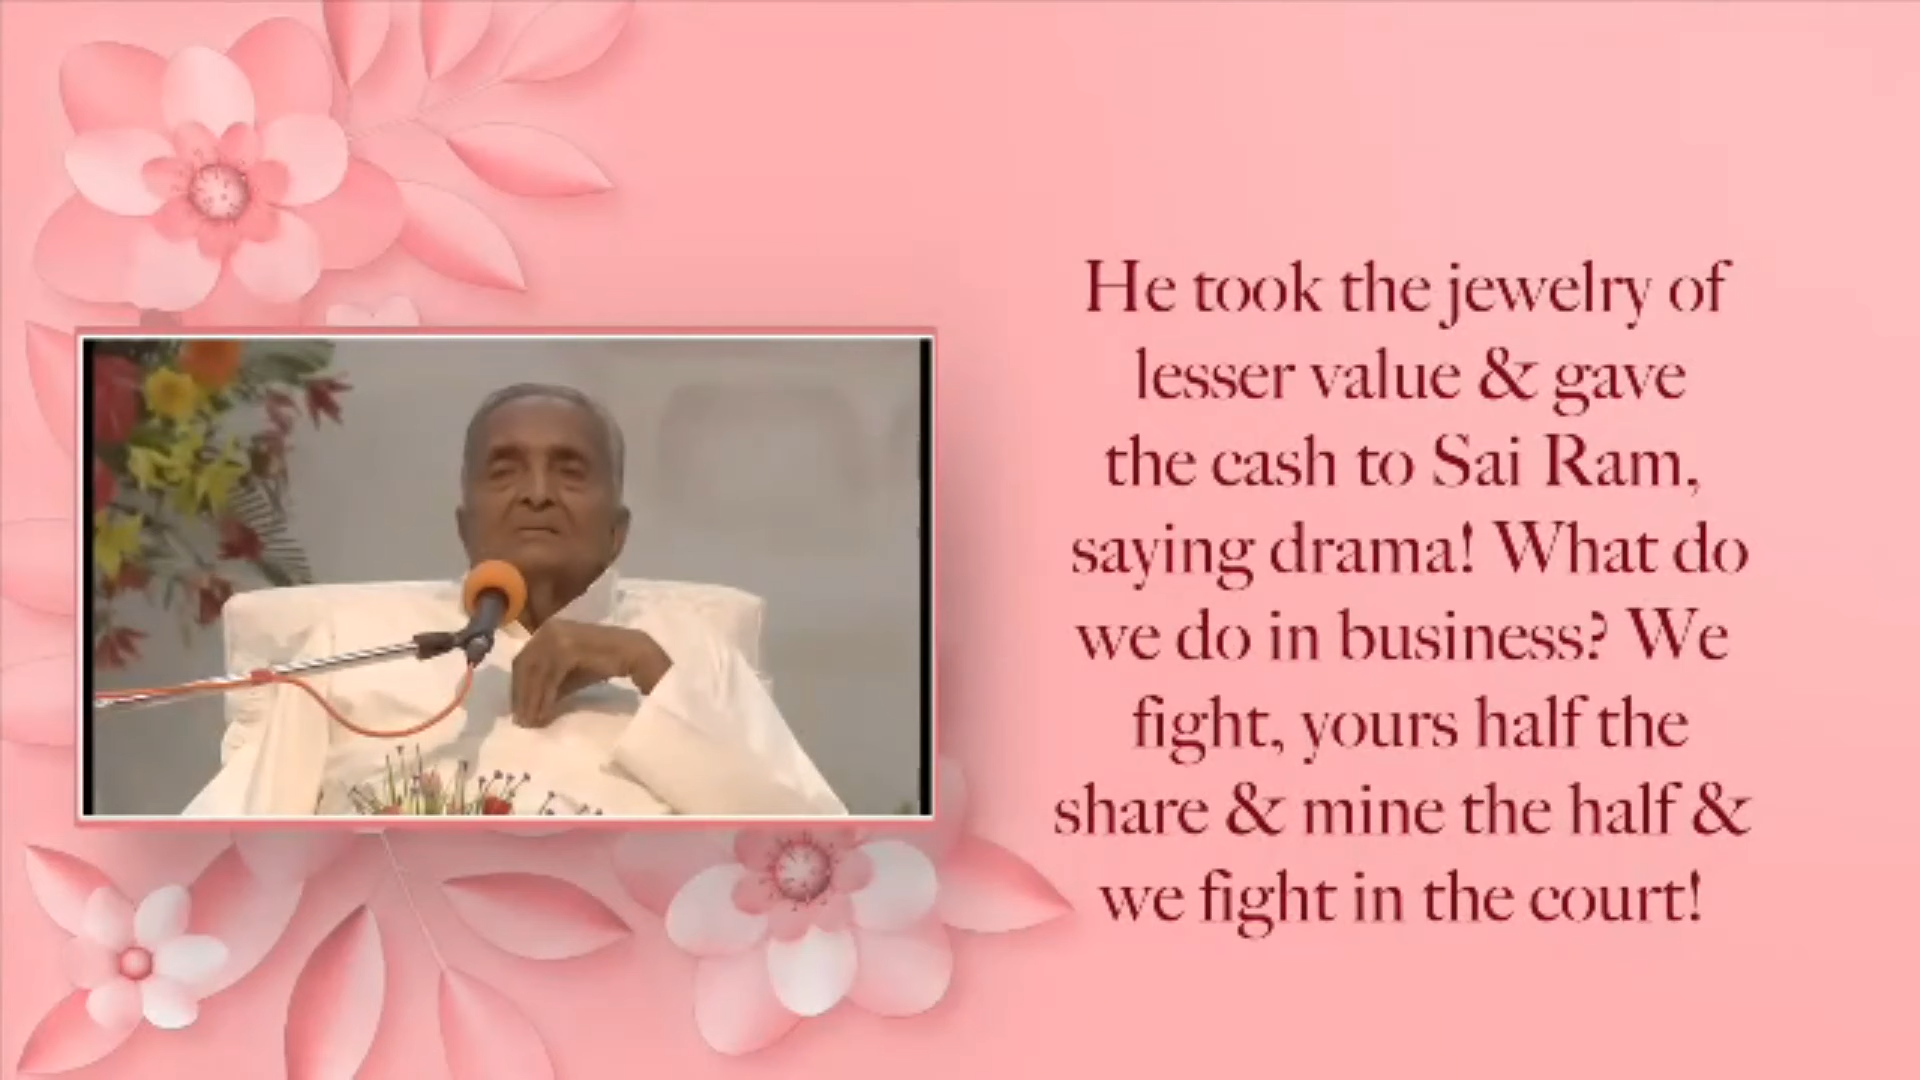 He took the jewelry of
lesser value & gave
the cash to Sai Ram,
saying drama! What do
we do in business? We
fight, yours half the
share & mine the half &
we fight in the court!